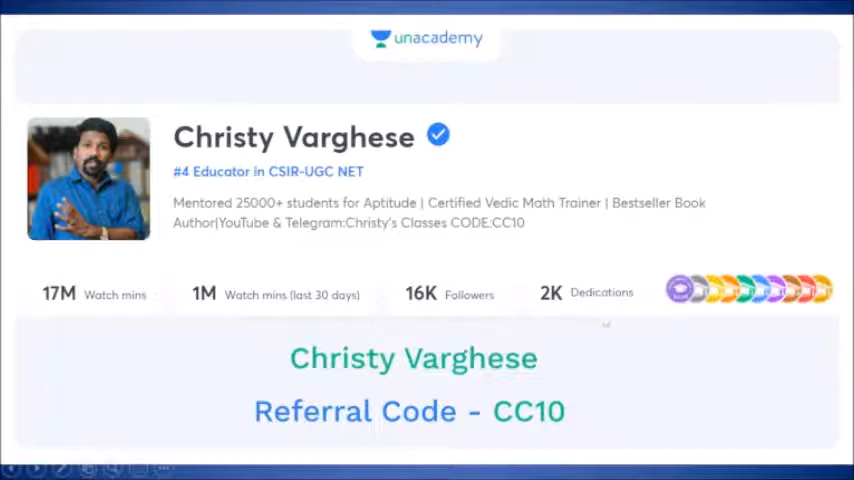 unacademy
Christy Varghese
#4 Educator in CSIR-UGC NET
Mentored 25000+ students for Aptitude | Certified Vedic Math Trainer | Bestseller Book
Author|YouTube & Telegram:Christy's Classes CODE:CC10
17M Watch mins 1M Watch mins (last 30 days) 16K Followers 2K Dedications
Christy Varghese
Referral Code - CC10